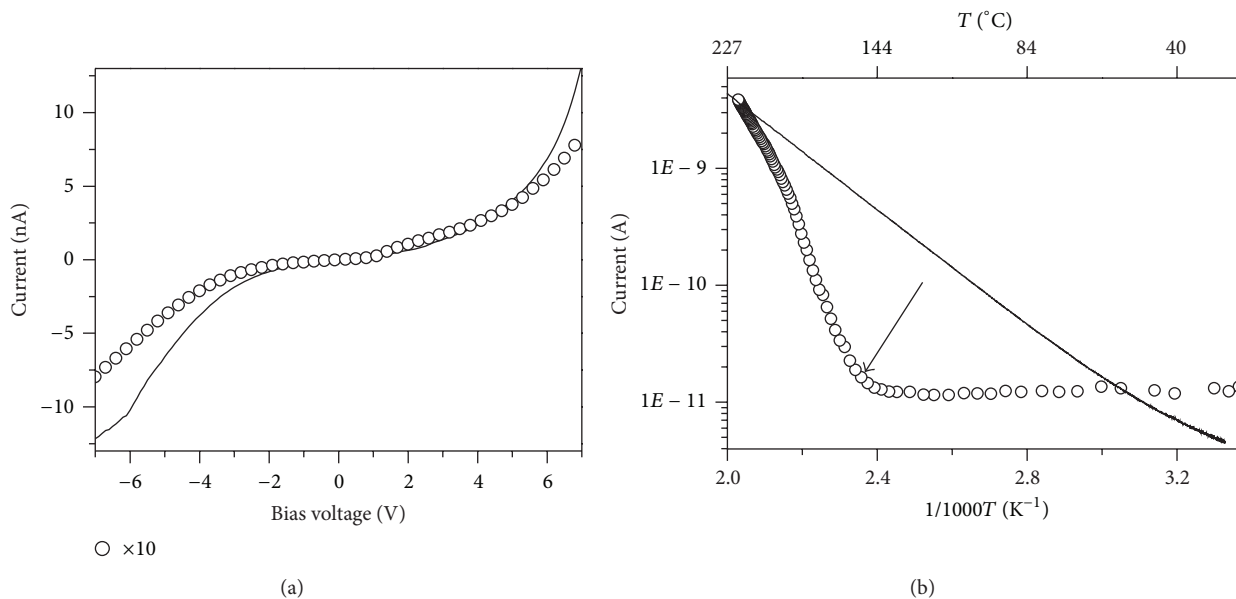 10
5
0
−5
−10
Current (nA)
−6 −4 −2 0 2 4 6
Bias voltage (V)
×10
(a)
T (°C)
227 144 84 40
1E − 9
1E − 10
1E − 11
Current (A)
2.0 2.4 2.8 3.2
1/1000T (K−1)
(b)